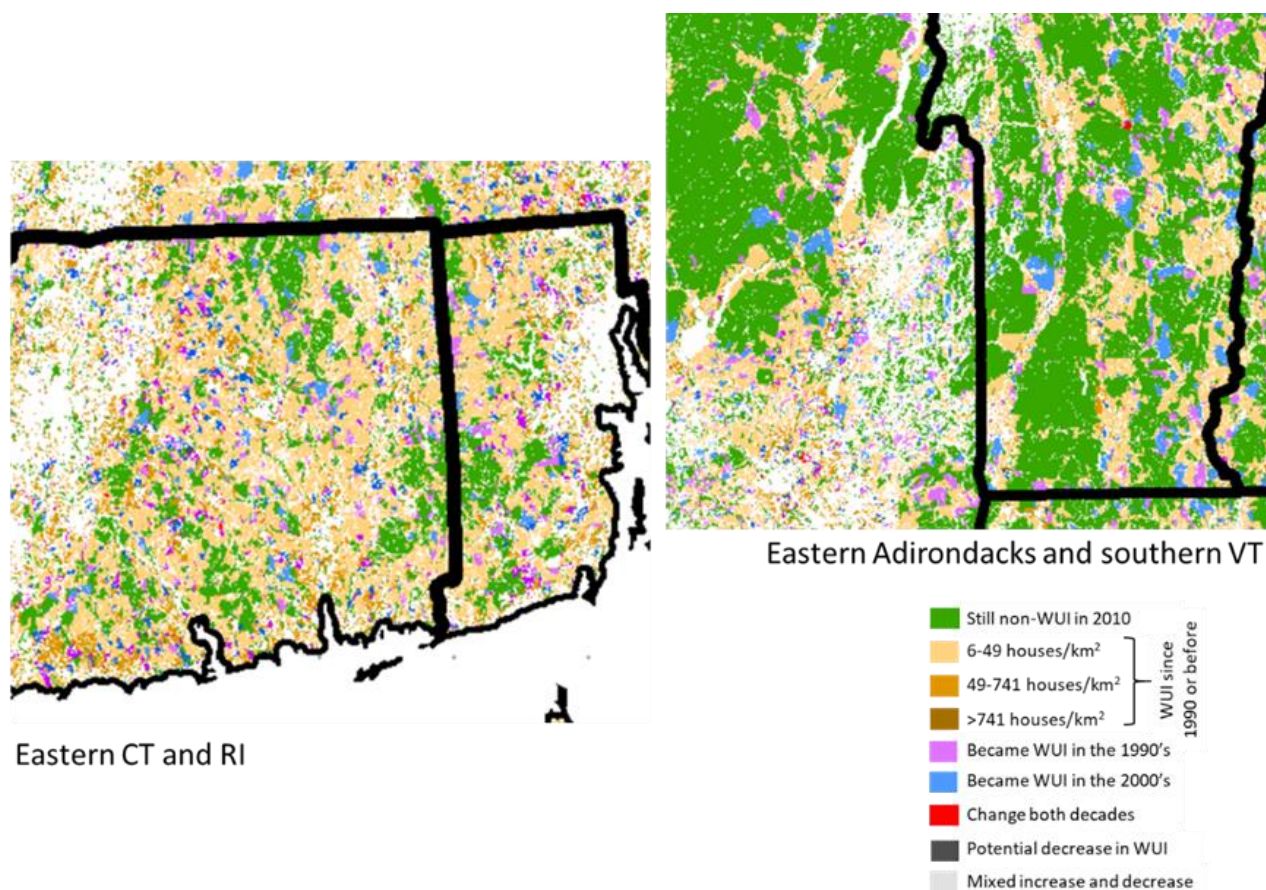 Eastern Adirondacks and southern VT
Eastern CT and RI
Still non-WUI in 2010
6-49 houses/km²
49-741 houses/km²
>741 houses/km²
WUI since
1990 or before
Became WUI in the 1990's
Became WUI in the 2000's
Change both decades
Potential decrease in WUI
Mixed increase and decrease